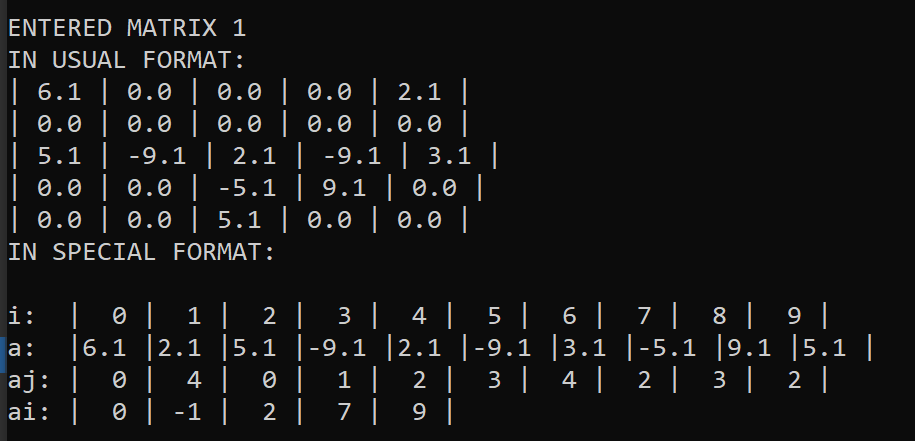 ENTERED MATRIX 1
IN USUAL FORMAT:
| 6.1 | 0.0 | 0.0 | 0.0 | 2.1 |
| 0.0 | 0.0 | 0.0 | 0.0 | 0.0 |
| 5.1 | -9.1 | 2.1 | -9.1 | 3.1 |
| 0.0 | 0.0 | -5.1 | 9.1 | 0.0 |
| 0.0 | 0.0 | 5.1 | 0.0 | 0.0 |
IN SPECIAL FORMAT:
i:  |  0 |  1 |  2 |  3 |  4 |  5 |  6 |  7 |  8 |  9 |
a:  |6.1 |2.1 |5.1 |-9.1 |2.1 |-9.1 |3.1 |-5.1 |9.1 |5.1 |
aj: |  0 |  4 |  0 |  1 |  2 |  3 |  4 |  2 |  3 |  2 |
ai: |  0 | -1 |  2 |  7 |  9 |